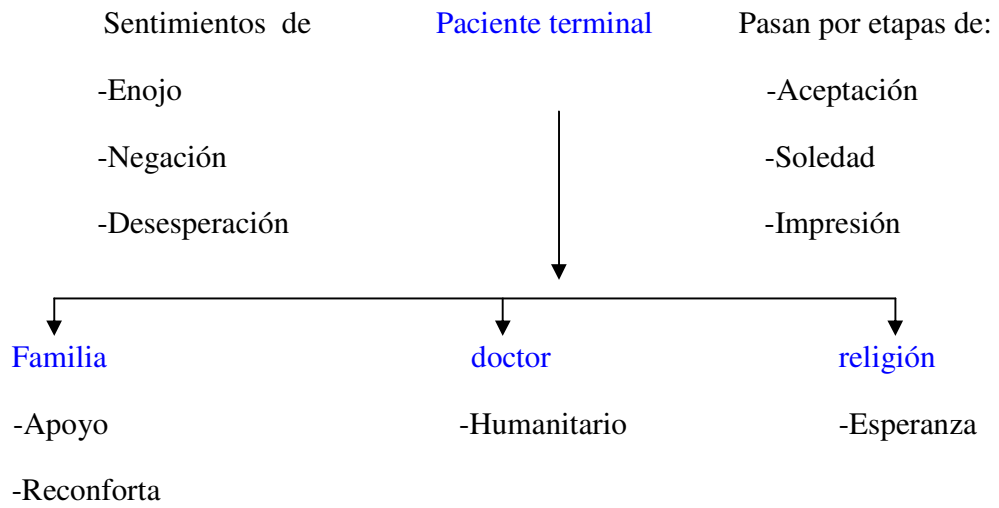 Sentimientos de Paciente terminal Pasan por etapas de:
-Enojo -Aceptación
-Negación -Soledad
-Desesperación -Impresión
Familia doctor religión
-Apoyo -Humanitario -Esperanza
-Reconforta